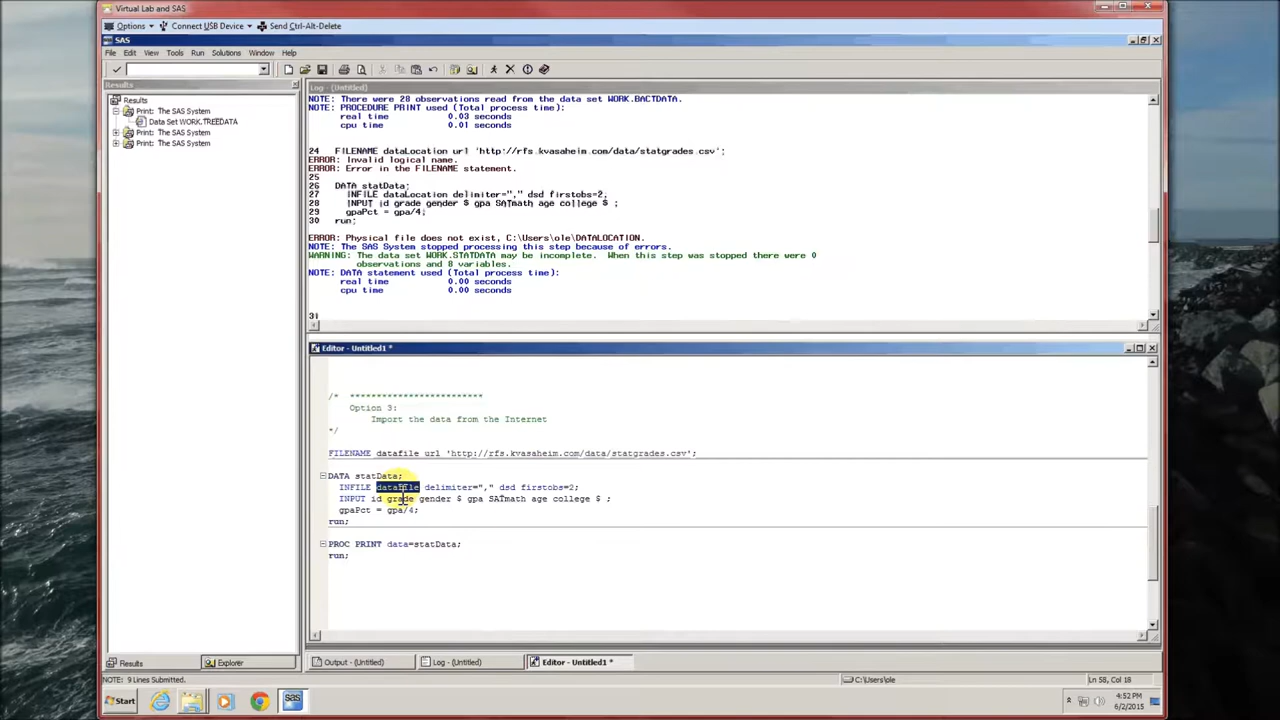 Virtual Lab and SAS
Options Connect USB Device Send Ctrl-Alt-Delete
SAS
File Edit View Tools Run Solutions Window Help
Results
Results
Print: The SAS System
Data Set WORK.TREEDATA
Print: The SAS System
Print: The SAS System
Log - (Untitled)
NOTE: There were 28 observations read from the data set WORK.BACTDATA.
NOTE: PROCEDURE PRINT used (Total process time):
real time 0.03 seconds
cpu time 0.01 seconds
24 FILENAME dataLocation url 'http://rfs.kvasaheim.com/data/statgrades.csv';
ERROR: Invalid logical name.
ERROR: Error in the FILENAME statement.
25
26 DATA statData;
27 INFILE dataLocation delimiter="," dsd firstobs=2;
28 INPUT id grade gender $ gpa SATmath age college $ ;
29 gpaPct = gpa/4;
30 run;
ERROR: Physical file does not exist, C:\Users\ole\DATALOCATION.
NOTE: The SAS System stopped processing this step because of errors.
WARNING: The data set WORK.STATDATA may be incomplete. When this step was stopped there were 0
observations and 8 variables.
NOTE: DATA statement used (Total process time):
real time 0.00 seconds
cpu time 0.00 seconds
31
Editor - Untitled1 *
/* *************************
Option 3:
Import the data from the Internet
*/
FILENAME datafile url 'http://rfs.kvasaheim.com/data/statgrades.csv';
DATA statData;
INFILE datafile delimiter="," dsd firstobs=2;
INPUT id grade gender $ gpa SATmath age college $ ;
gpaPct = gpa/4;
run;
PROC PRINT data=statData;
run;
Results Explorer Output - (Untitled) Log - (Untitled) Editor - Untitled1 *
NOTE: 9 Lines Submitted. C:\Users\ole Ln 58, Col 18
Start sas 4:52 PM
6/2/2015